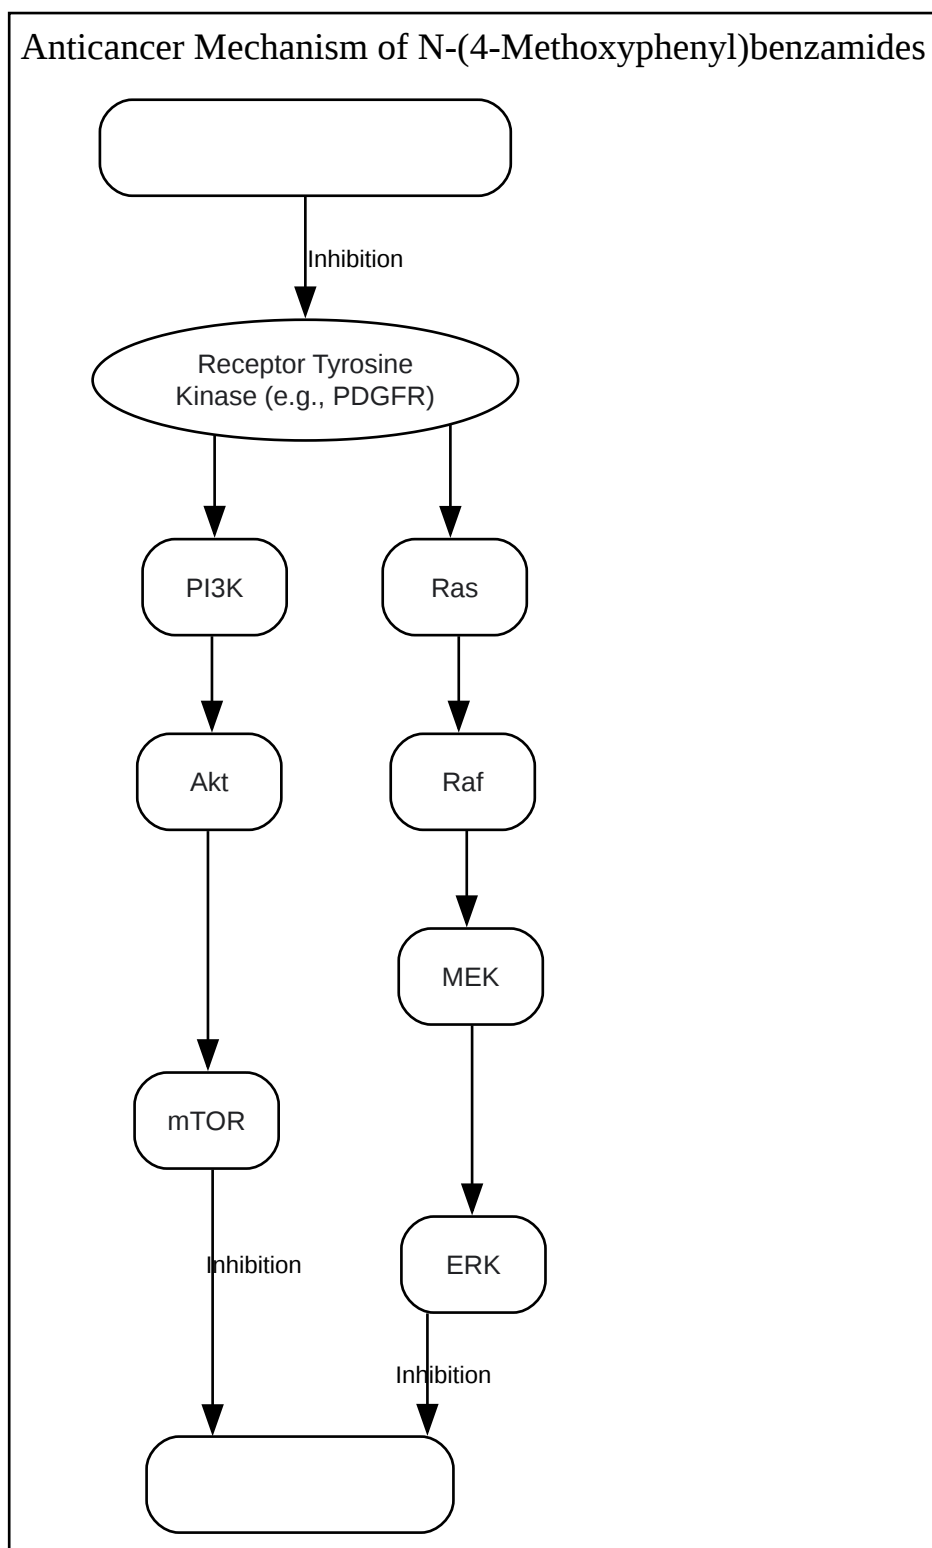 Anticancer Mechanism of N-(4-Methoxyphenyl)benzamides
Inhibition
Receptor Tyrosine
Kinase (e.g., PDGFR)
PI3K
Ras
Akt
Raf
MEK
mTOR
Inhibition
ERK
Inhibition